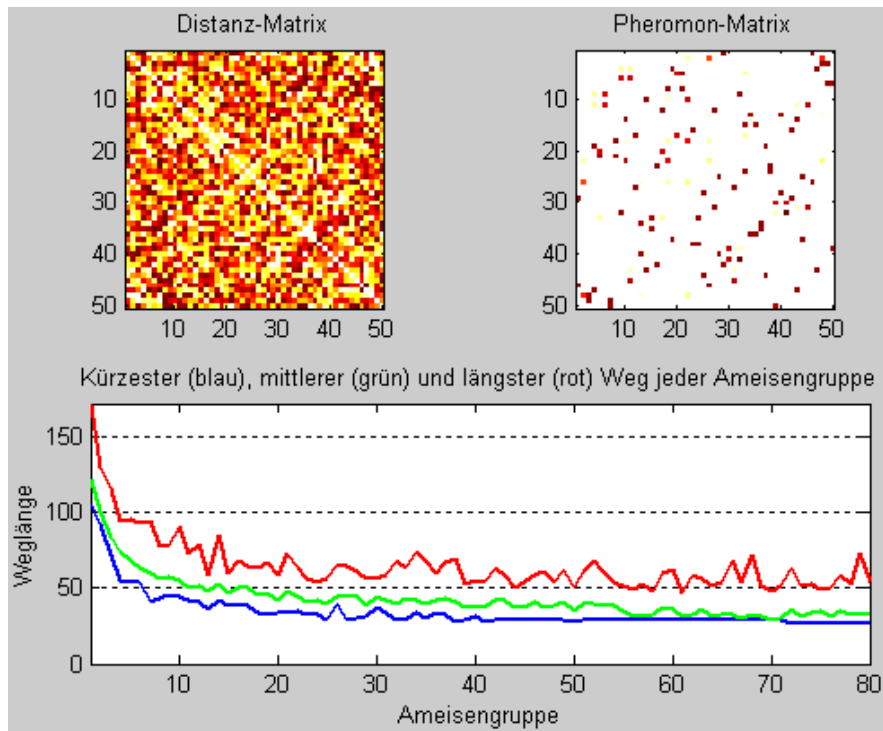 Distanz-Matrix
Pheromon-Matrix
10
20
30
40
50
10 20 30 40 50
10
20
30
40
50
10 20 30 40 50
Kürzester (blau), mittlerer (grün) und längster (rot) Weg jeder Ameisengruppe
Weglänge
150
100
50
0
10 20 30 40 50 60 70 80
Ameisengruppe